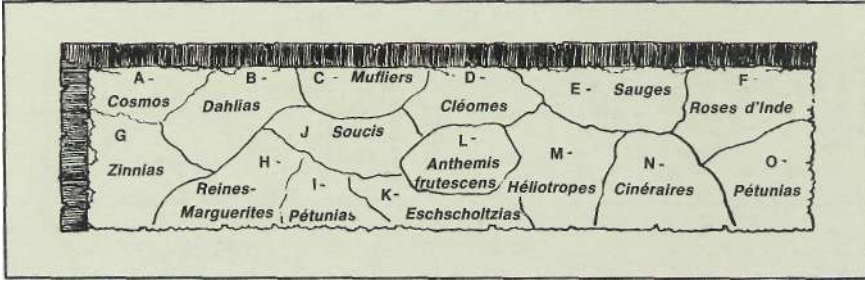 A -
Cosmos
B -
Dahlias
C - Mufliers
D -
Cléomes
E - Sauges
F -
Roses d'Inde
G
Zinnias
H -
Reines-
Marguerites
I -
Pétunias
J Soucis
K-
Eschscholtzias
L -
Anthemis
frutescens
M -
Héliotropes
N -
Cinéraires
O -
Pétunias